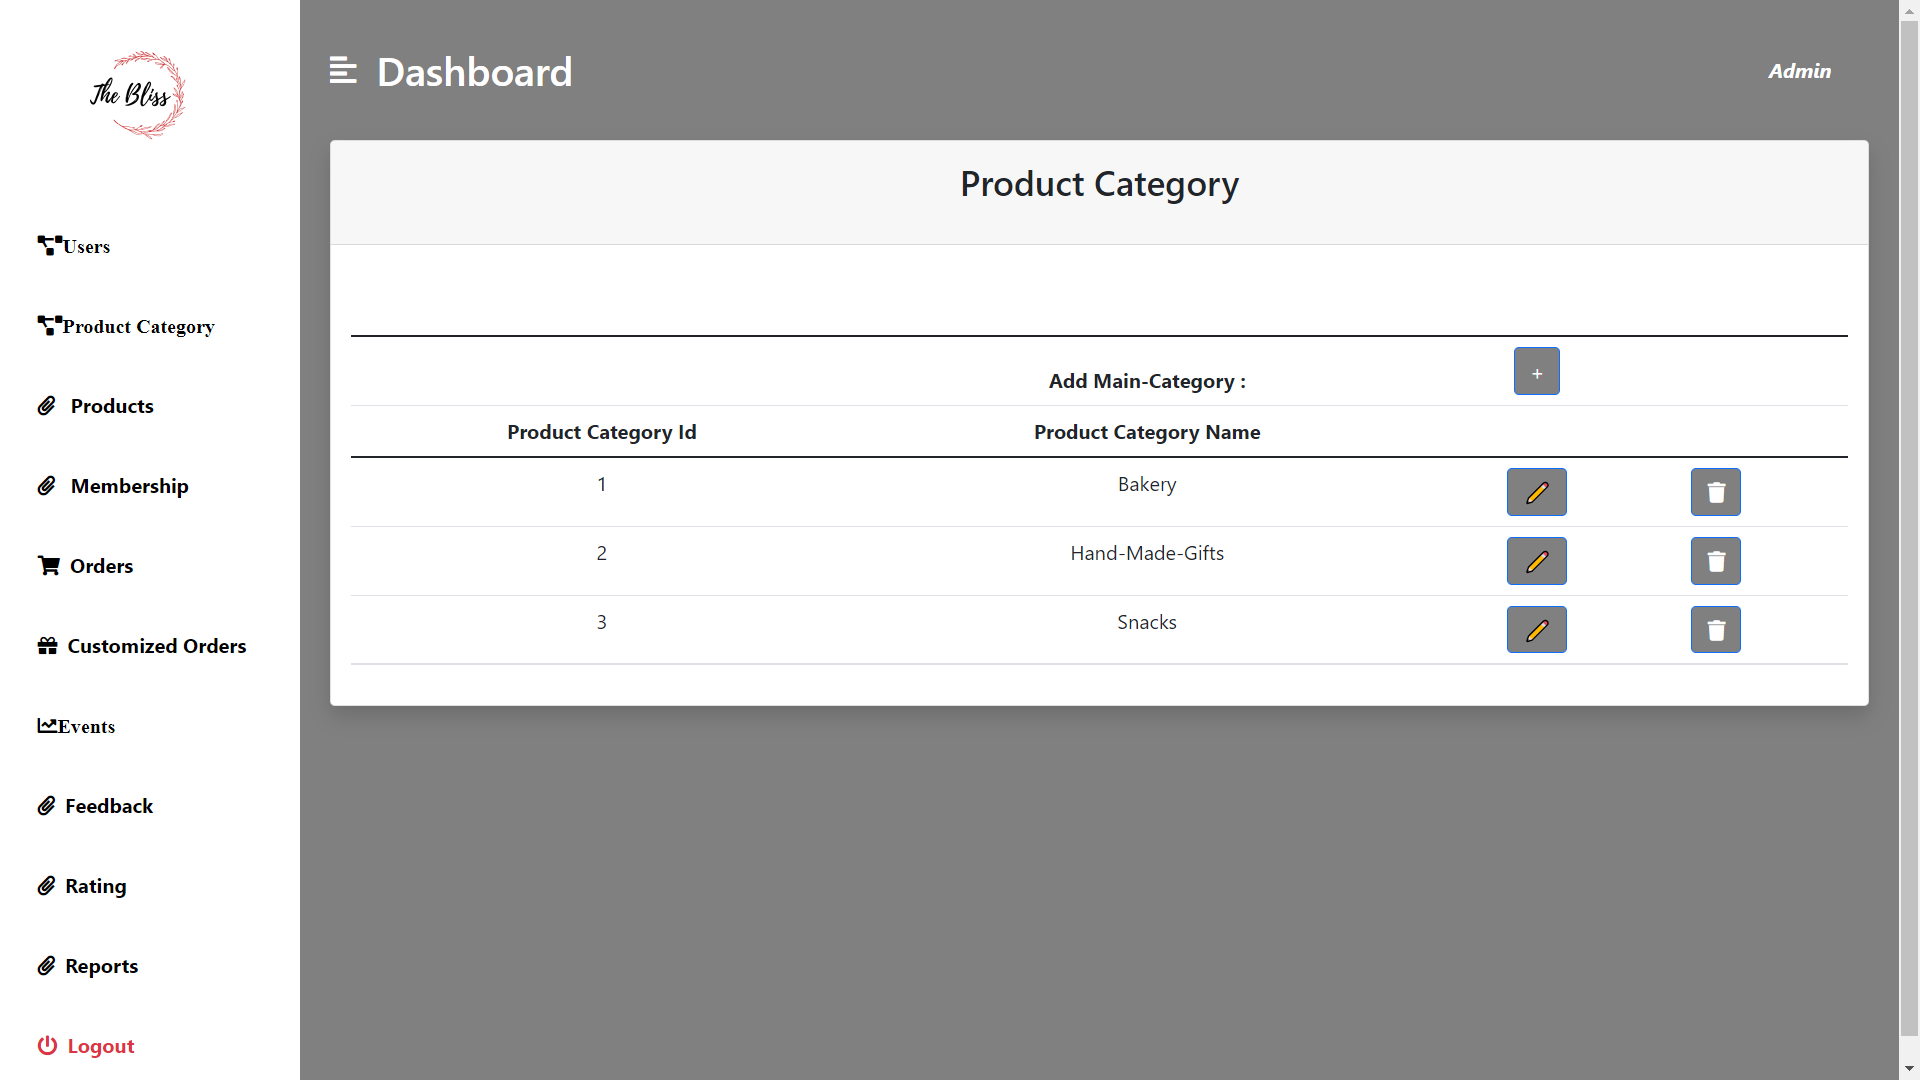 The Bliss
Dashboard
Admin
Product Category
Users
Product Category
Products
Membership
Orders
Customized Orders
Events
Feedback
Rating
Reports
Logout
Add Main-Category :
+
Product Category Id
Product Category Name
1
Bakery
2
Hand-Made-Gifts
3
Snacks